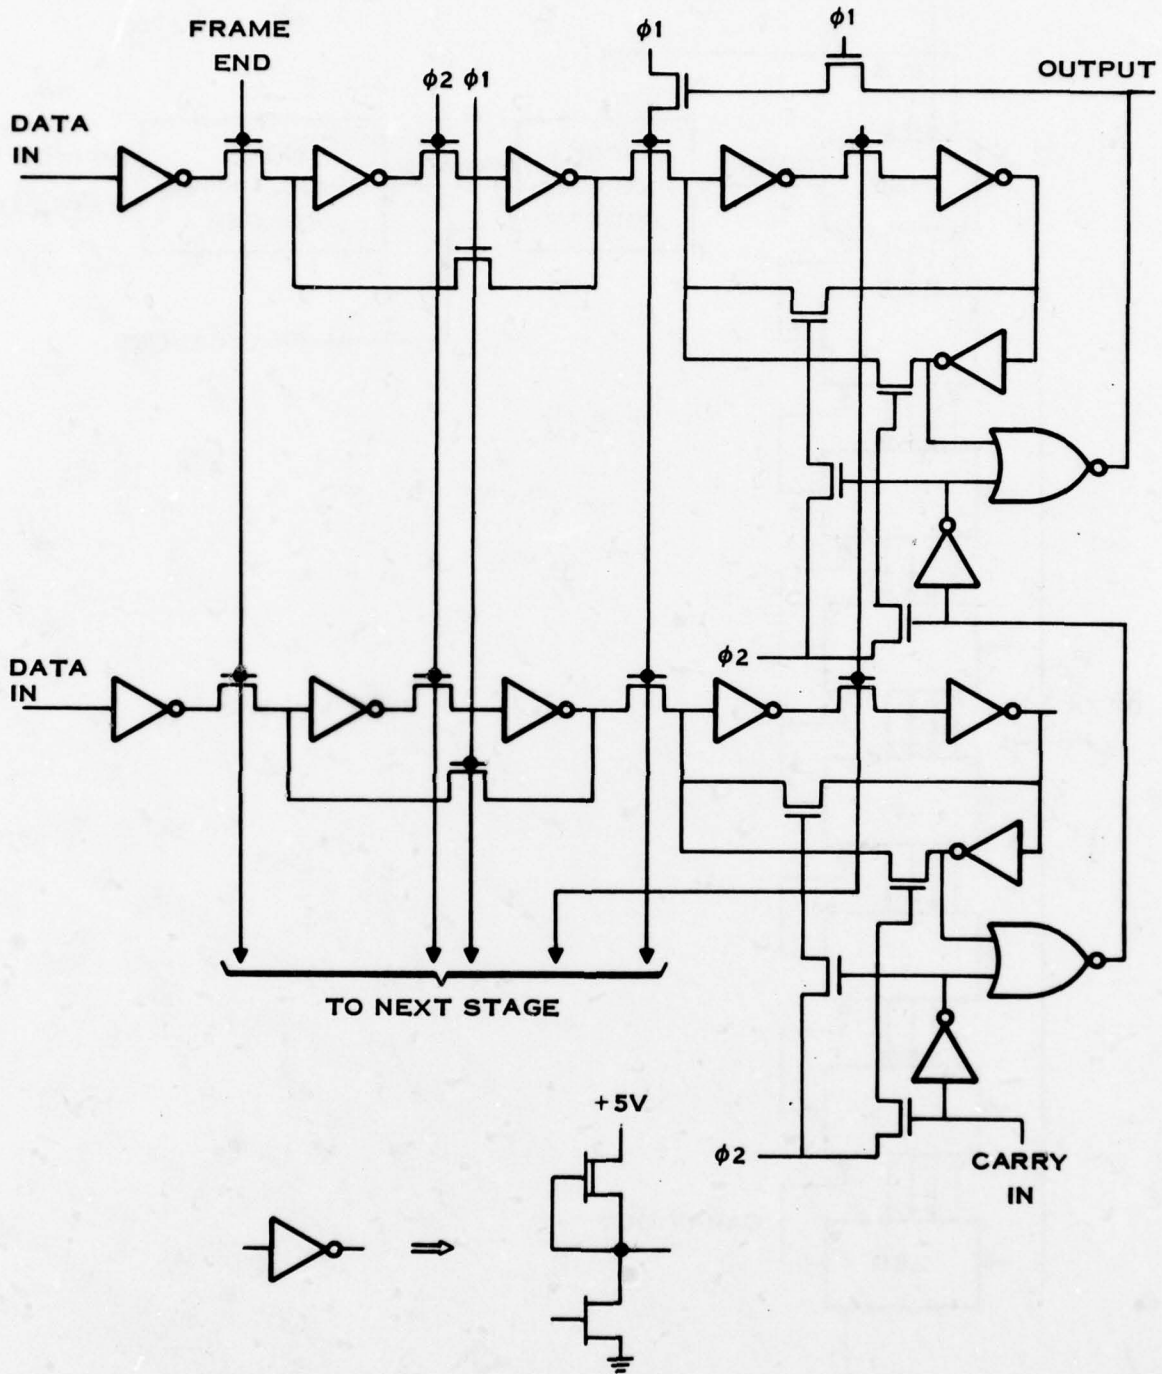 FRAME
END
ϕ2 ϕ1
ϕ1
ϕ1
OUTPUT
DATA
IN
DATA
IN
ϕ2
TO NEXT STAGE
+5V
ϕ2
CARRY
IN